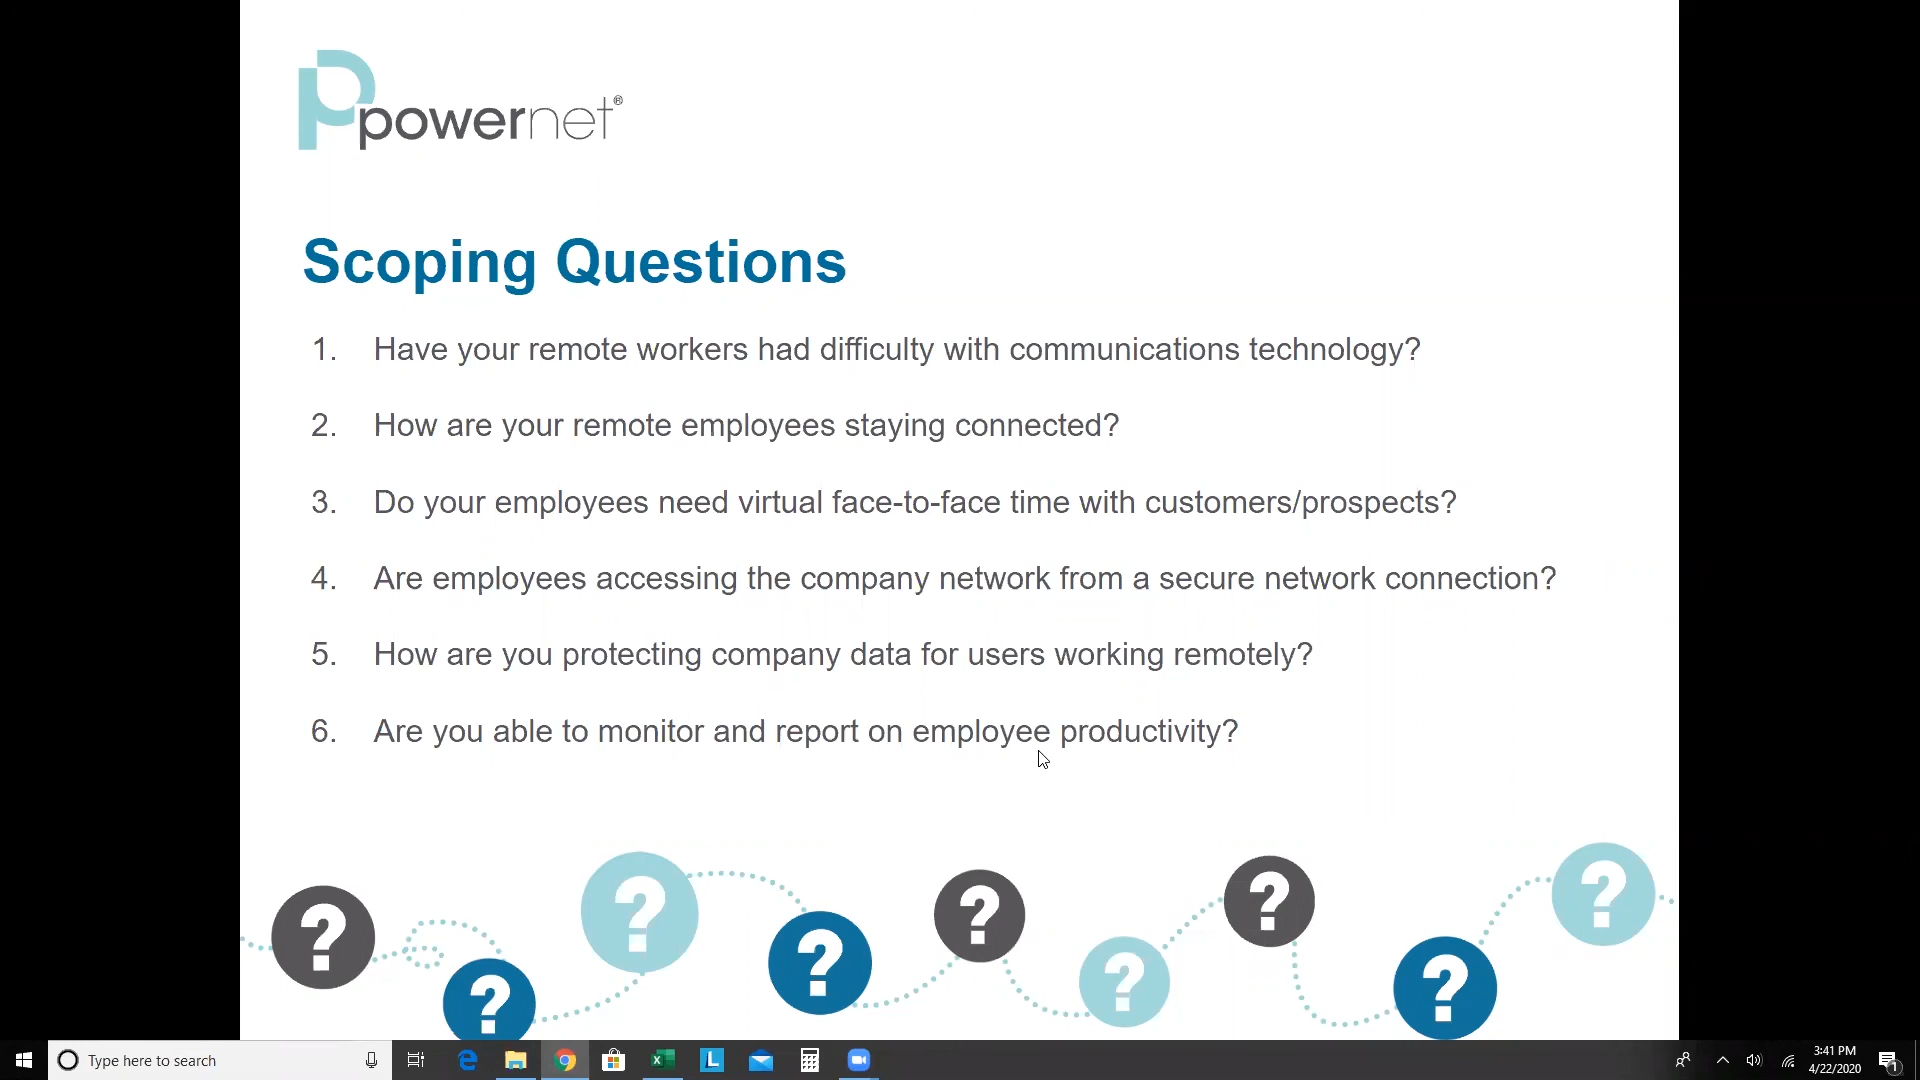 powernet®
Scoping Questions
1. Have your remote workers had difficulty with communications technology?
2. How are your remote employees staying connected?
3. Do your employees need virtual face-to-face time with customers/prospects?
4. Are employees accessing the company network from a secure network connection?
5. How are you protecting company data for users working remotely?
6. Are you able to monitor and report on employee productivity?
? ? ? ? ? ? ? ? ?
Type here to search
3:41 PM
4/22/2020
1